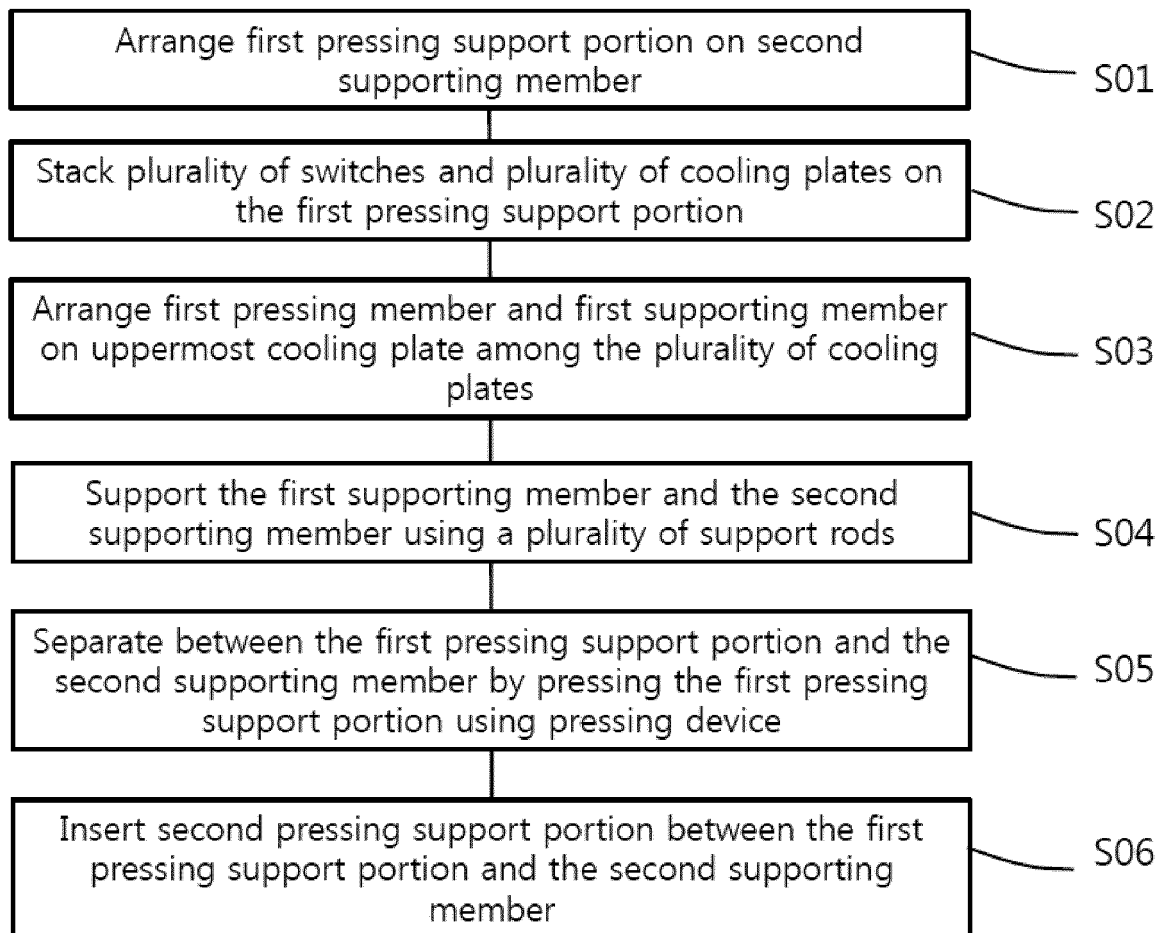 Arrange first pressing support portion on second
supporting member
S01
Stack plurality of switches and plurality of cooling plates on
the first pressing support portion
S02
Arrange first pressing member and first supporting member
on uppermost cooling plate among the plurality of cooling
plates
S03
Support the first supporting member and the second
supporting member using a plurality of support rods
S04
Separate between the first pressing support portion and the
second supporting member by pressing the first pressing
support portion using pressing device
S05
Insert second pressing support portion between the first
pressing support portion and the second supporting
member
S06